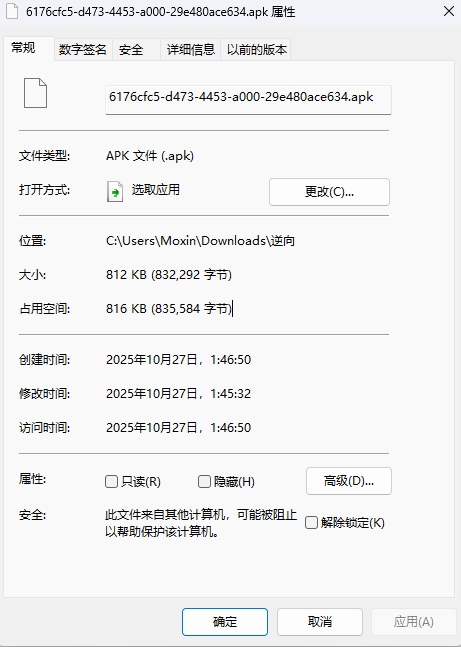 6176cfc5-d473-4453-a000-29e480ace634.apk 属性
常规 数字签名 安全 详细信息 以前的版本
6176cfc5-d473-4453-a000-29e480ace634.apk
文件类型: APK 文件 (.apk)
打开方式: 选取应用 更改(C)...
位置: C:\Users\Moxin\Downloads\逆向
大小: 812 KB (832,292 字节)
占用空间: 816 KB (835,584 字节)
创建时间: 2025年10月27日，1:46:50
修改时间: 2025年10月27日，1:45:32
访问时间: 2025年10月27日，1:46:50
属性: 只读(R) 隐藏(H) 高级(D)...
安全: 此文件来自其他计算机，可能被阻止
以帮助保护该计算机。 解除锁定(K)
确定 取消 应用(A)